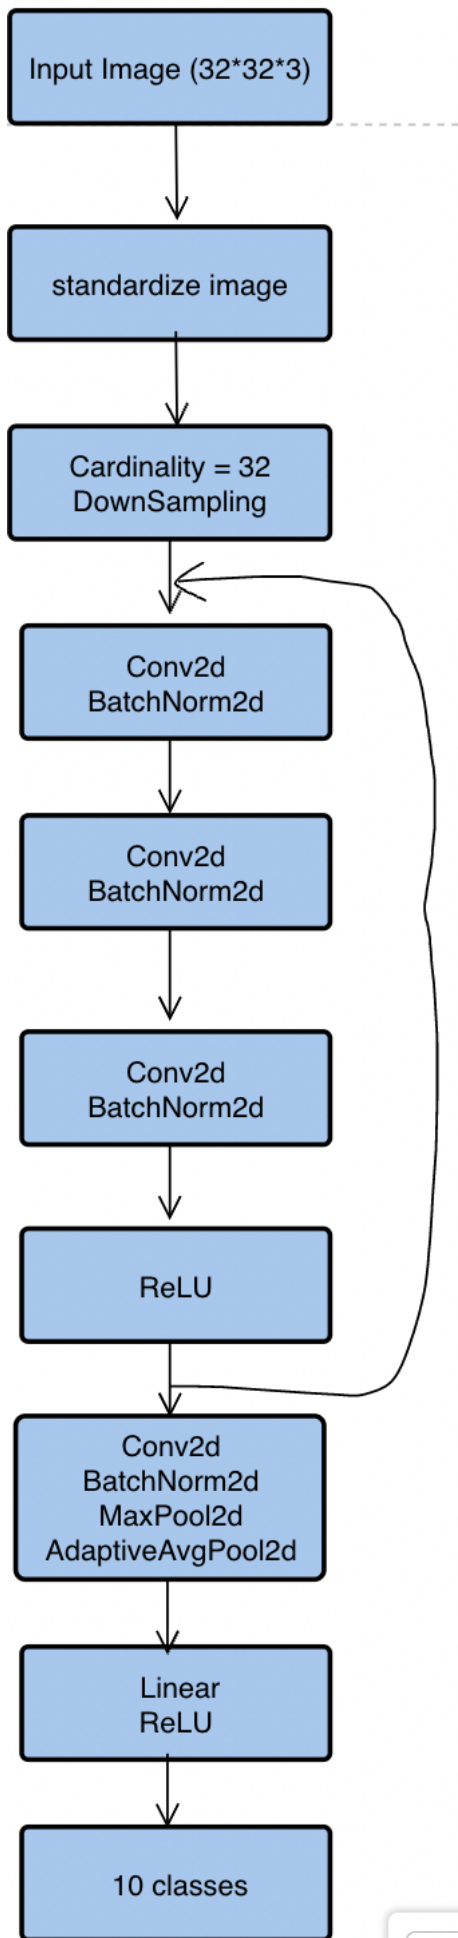 Input Image (32*32*3)
standardize image
Cardinality = 32
DownSampling
Conv2d
BatchNorm2d
Conv2d
BatchNorm2d
Conv2d
BatchNorm2d
ReLU
Conv2d
BatchNorm2d
MaxPool2d
AdaptiveAvgPool2d
Linear
ReLU
10 classes